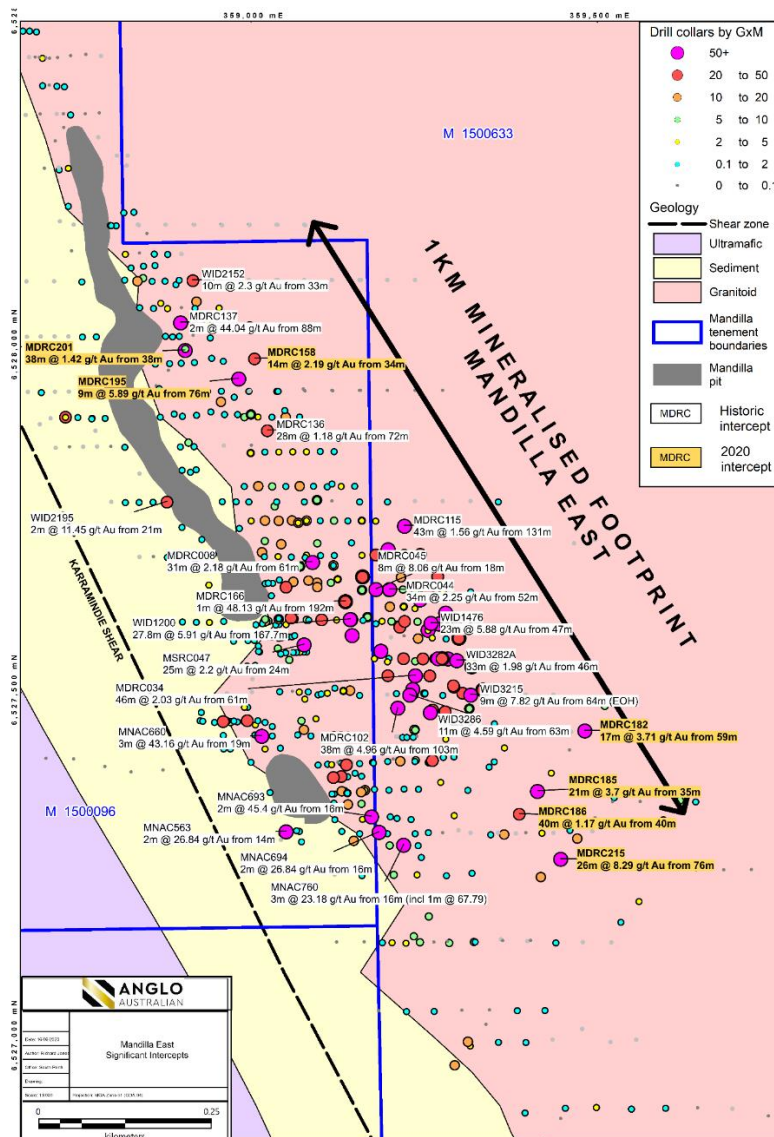 359,000 mE
359,500 mE
6,528,000 mN
6,527,500 mN
6,527,000 mN
M 1500633
M 1500096
1KM MINERALISED FOOTPRINT
MANDILLA EAST
KARRAMINDIE SHEAR
WID2152
10m @ 2.3 g/t Au from 33m
MDRC137
2m @ 44.04 g/t Au from 88m
MDRC201
38m @ 1.42 g/t Au from 38m
MDRC158
14m @ 2.19 g/t Au from 34m
MDRC195
9m @ 5.89 g/t Au from 76m
MDRC136
28m @ 1.18 g/t Au from 72m
WID2195
2m @ 11.45 g/t Au from 21m
MDRC115
43m @ 1.56 g/t Au from 131m
MDRC008
31m @ 2.18 g/t Au from 61m
MDRC045
8m @ 8.06 g/t Au from 18m
MDRC044
34m @ 2.25 g/t Au from 52m
MDRC166
1m @ 48.13 g/t Au from 192m
WID1200
27.8m @ 5.91 g/t Au from 167.7m
WID1476
23m @ 5.88 g/t Au from 47m
MSRC047
25m @ 2.2 g/t Au from 24m
WID3282A
33m @ 1.98 g/t Au from 46m
MDRC034
46m @ 2.03 g/t Au from 61m
WID3215
9m @ 7.82 g/t Au from 64m (EOH)
WID3286
11m @ 4.59 g/t Au from 63m
MNAC660
3m @ 43.16 g/t Au from 19m
MDRC102
38m @ 4.96 g/t Au from 103m
MDRC182
17m @ 3.71 g/t Au from 59m
MDRC185
21m @ 3.7 g/t Au from 35m
MDRC186
40m @ 1.17 g/t Au from 40m
MNAC693
2m @ 45.4 g/t Au from 16m
MNAC563
2m @ 26.84 g/t Au from 14m
MNAC694
2m @ 26.84 g/t Au from 16m
MDRC215
26m @ 8.29 g/t Au from 76m
MNAC760
3m @ 23.18 g/t Au from 16m (incl 1m @ 67.79)
Drill collars by GxM
50+
20 to 50
10 to 20
5 to 10
2 to 5
0.1 to 2
0 to 0.1
Geology
Shear zone
Ultramafic
Sediment
Granitoid
Mandilla
tenement
boundaries
Mandilla
pit
MDRC Historic
intercept
MDRC 2020
intercept
ANGLO
AUSTRALIAN
Mandilla East
Significant Intercepts
0 0.25
kilometers